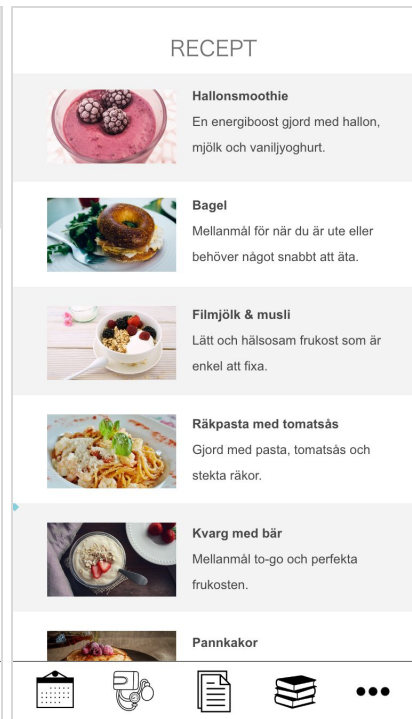 RECEPT
Hallonsmoothie
En energiboost gjord med hallon,
mjölk och vaniljyoghurt.
Bagel
Mellanmål för när du är ute eller
behöver något snabbt att äta.
Filmjölk & musli
Lätt och hälsosam frukost som är
enkel att fixa.
Räkpasta med tomatsås
Gjord med pasta, tomatsås och
stekta räkor.
Kvarg med bär
Mellanmål to-go och perfekta
frukosten.
Pannkakor